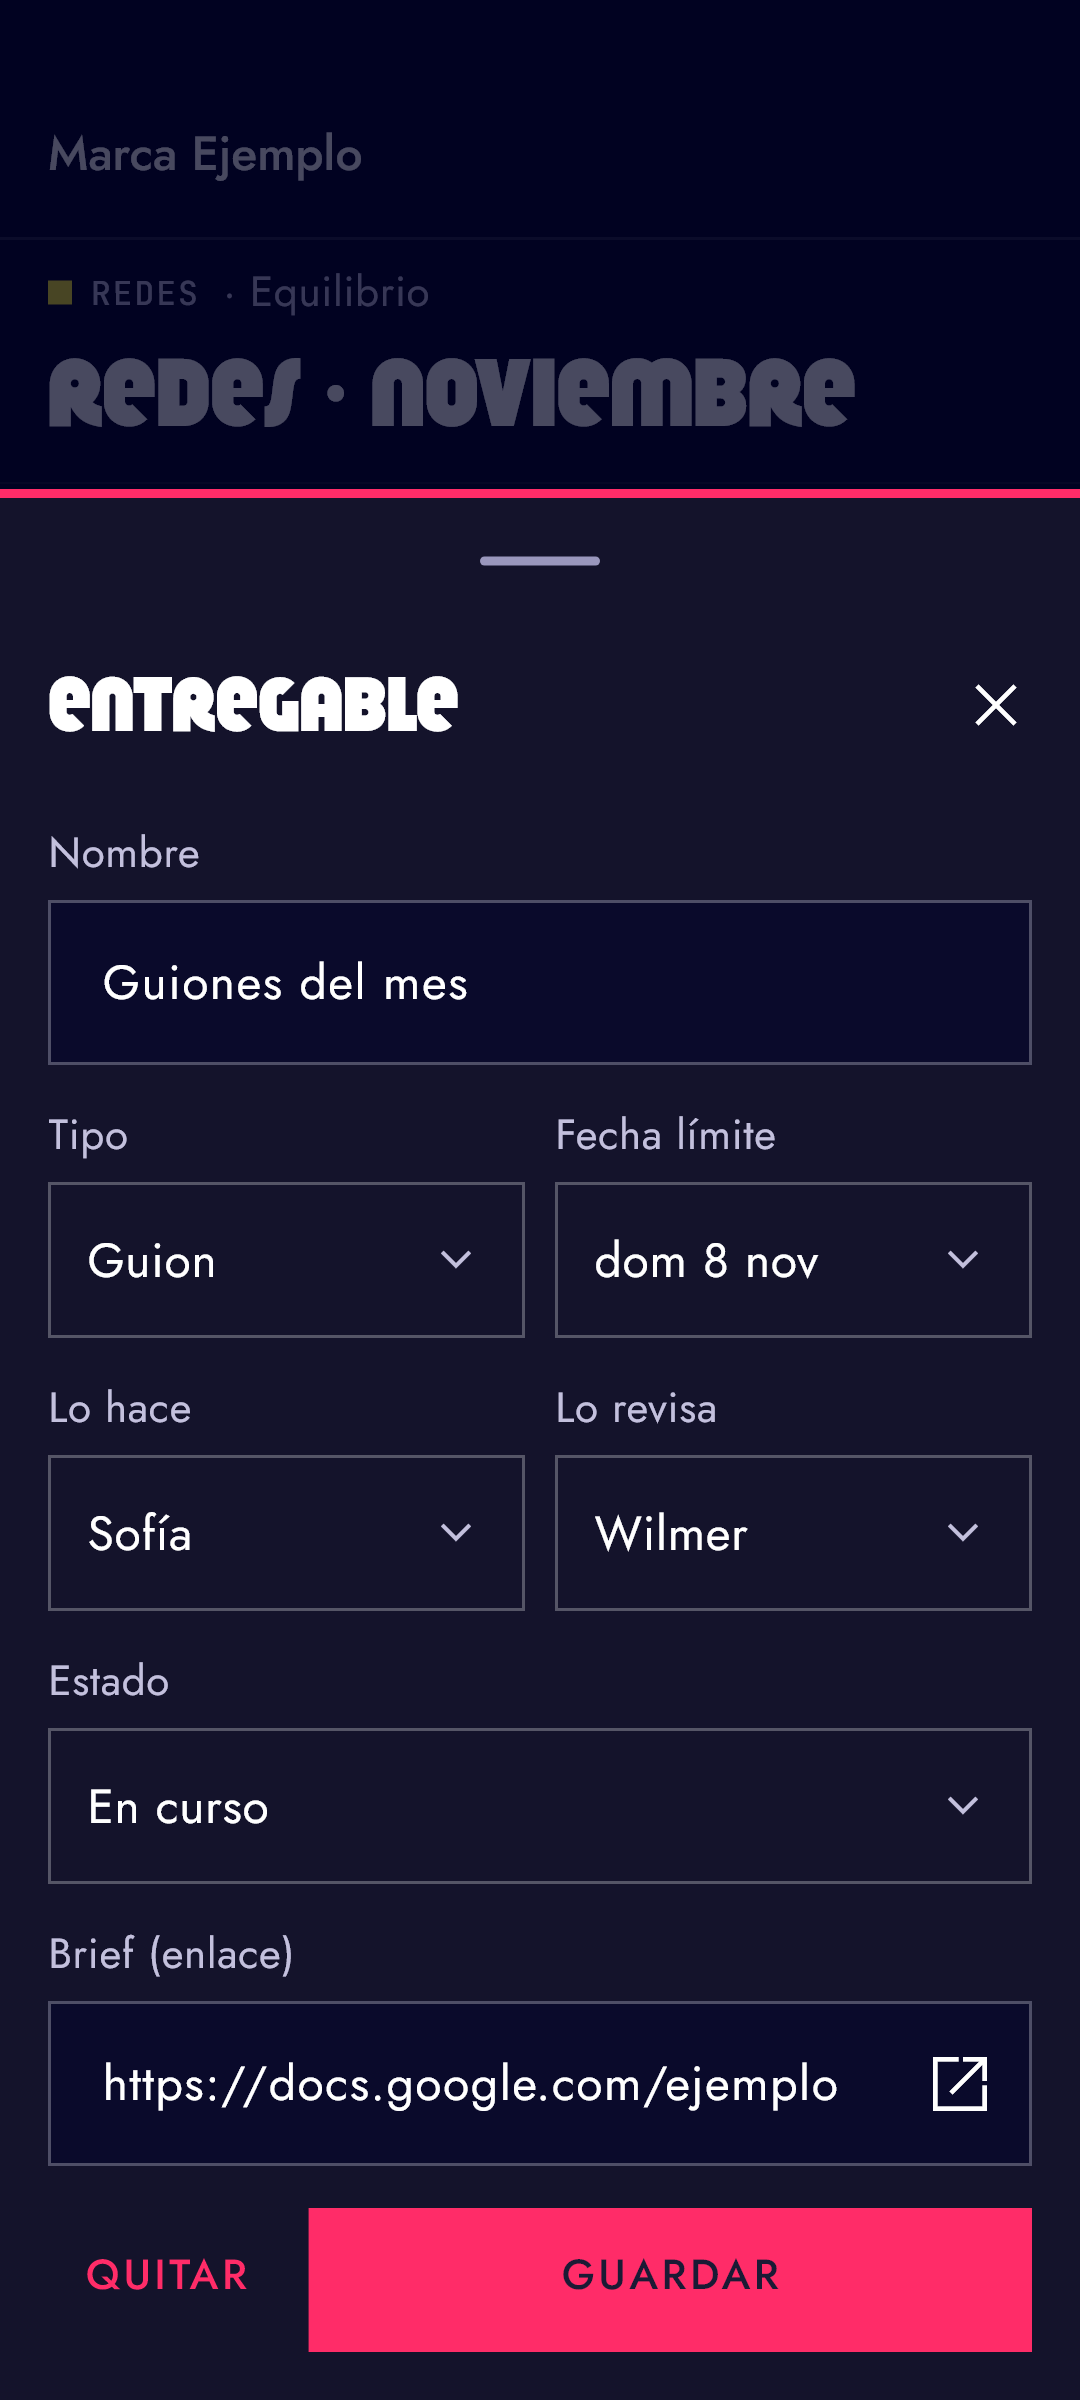 Marca Ejemplo
REDES · Equilibrio
REDES · NOVIEMBRE
ENTREGABLE
Nombre
Guiones del mes
Tipo
Fecha límite
Guion
dom 8 nov
Lo hace
Lo revisa
Sofía
Wilmer
Estado
En curso
Brief (enlace)
https://docs.google.com/ejemplo
QUITAR
GUARDAR